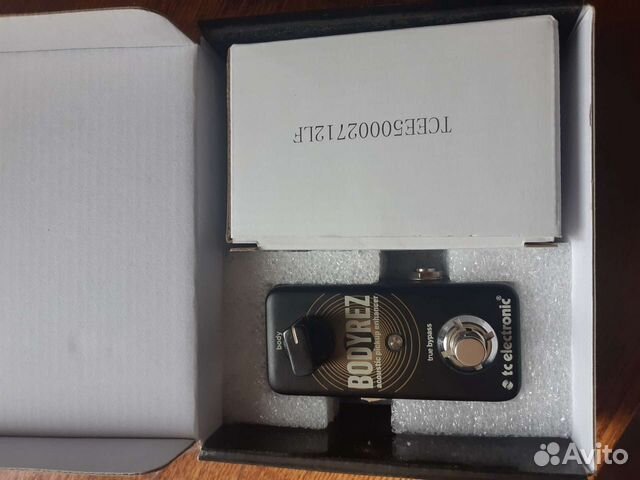 TCEE50002712LF
body
BODYREZ
acoustic pickup enhancer
true bypass
tc electronic®
Avito